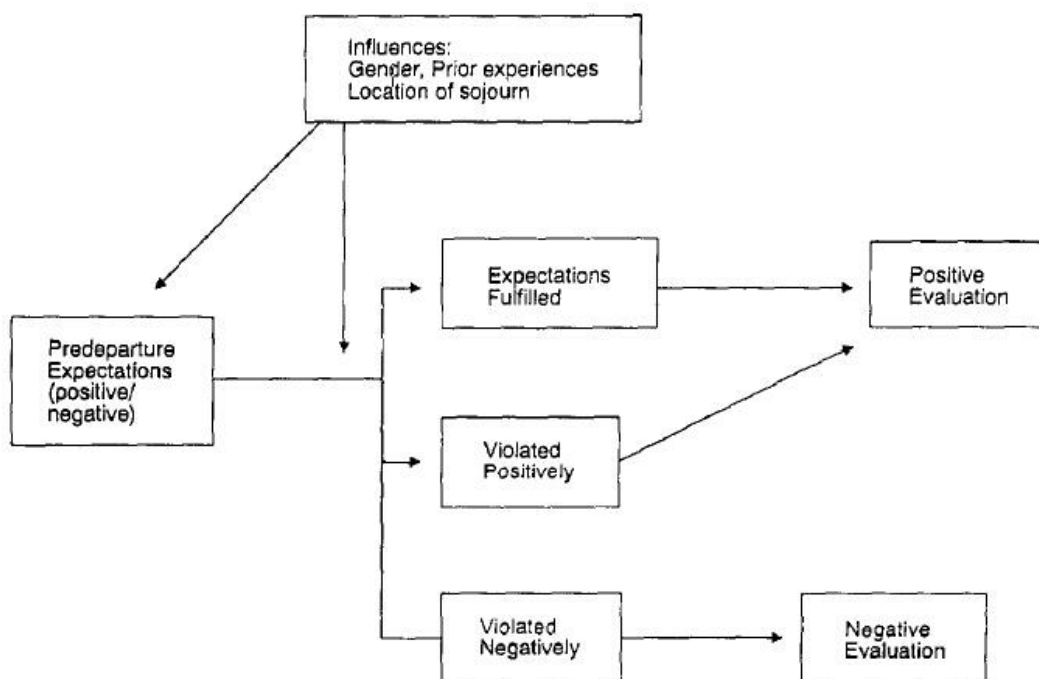 Influences:
Gender, Prior experiences
Location of sojourn
Expectations
Fulfilled
Positive
Evaluation
Predeparture
Expectations
(positive/
negative)
Violated
Positively
Violated
Negatively
Negative
Evaluation